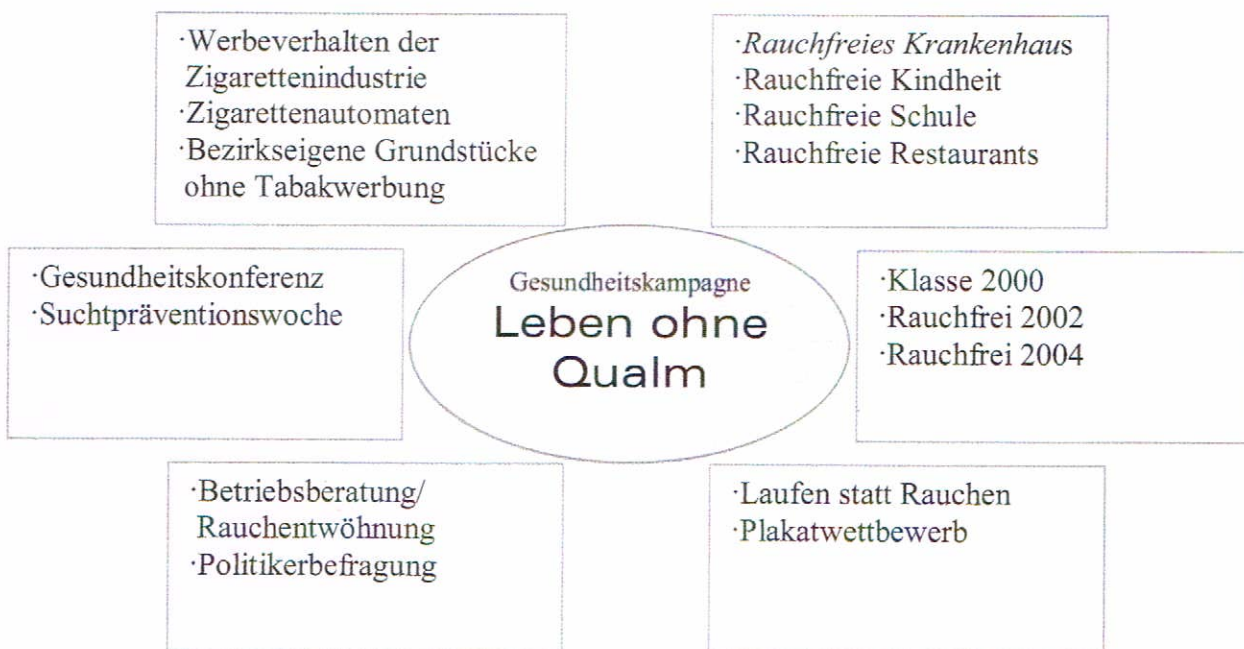 ·Werbeverhalten der
Zigarettenindustrie
·Zigarettenautomaten
·Bezirkseigene Grundstücke
ohne Tabakwerbung
·Rauchfreies Krankenhaus
·Rauchfreie Kindheit
·Rauchfreie Schule
·Rauchfreie Restaurants
·Gesundheitskonferenz
·Suchtpräventionswoche
Gesundheitskampagne
Leben ohne
Qualm
·Klasse 2000
·Rauchfrei 2002
·Rauchfrei 2004
·Betriebsberatung/
Rauchentwöhnung
·Politikerbefragung
·Laufen statt Rauchen
·Plakatwettbewerb